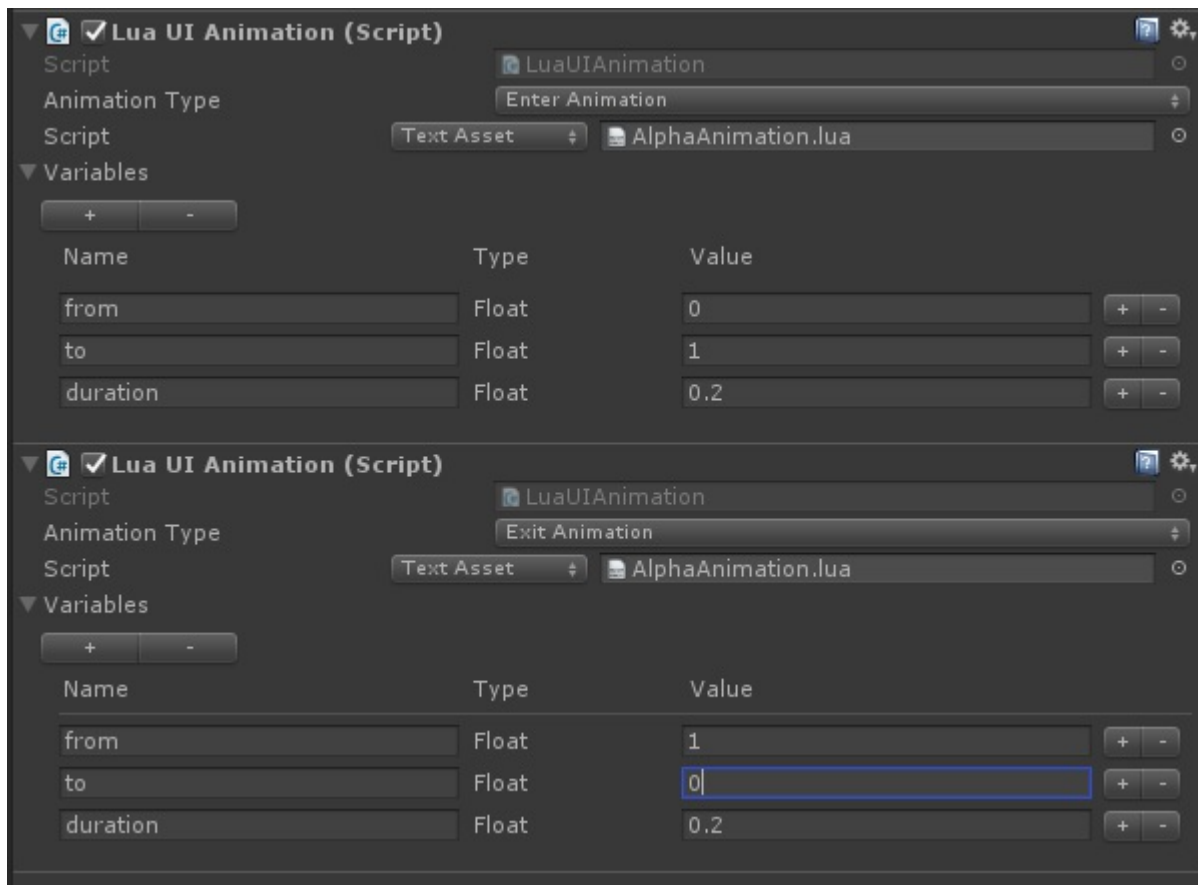 Lua UI Animation (Script)
Script LuaUIAnimation
Animation Type Enter Animation
Script Text Asset AlphaAnimation.lua
Variables
+ -
Name Type Value
from Float 0 + -
to Float 1 + -
duration Float 0.2 + -
Lua UI Animation (Script)
Script LuaUIAnimation
Animation Type Exit Animation
Script Text Asset AlphaAnimation.lua
Variables
+ -
Name Type Value
from Float 1 + -
to Float 0 + -
duration Float 0.2 + -